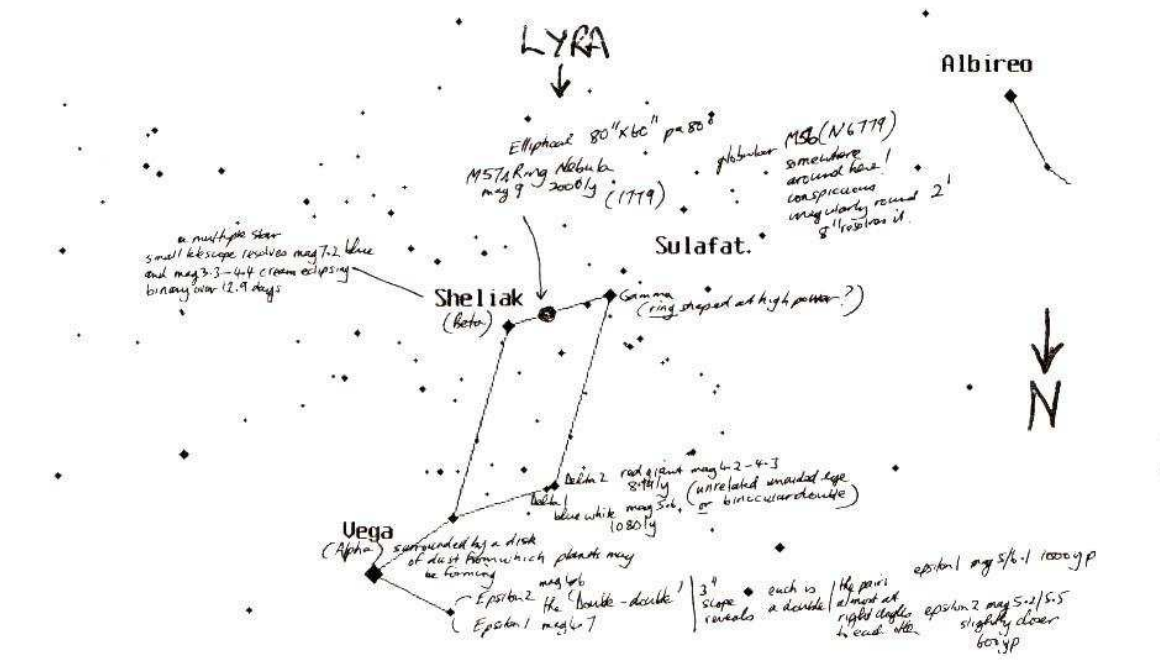 LYRA
Albireo
Elliptical 80"x60" pa 80°
M57, Ring Nebula
mag 9 2000ly (1779)
globular M56(N6779)
somewhere
around here!
conspicuous
irregularly round 2'
8" resolves it.
a multiple star
small telescope resolves mag 7.2 blue
and mag 3.3-4.4 cream eclipsing
binary over 12.9 days
Sulafat.
Sheliak
(Beta)
Gamma
(ring shaped at high power?)
N
Delta 2 red giant mag 4.2-4.3
(unrelated unaided eye
or binocular double)
Delta 1
blue white mag 5.6,
1080ly
Vega
(Alpha) surrounded by a disk
of dust from which planets may
be forming
Epsilon 2 mag 4.6
the 'Double-double'
Epsilon 1 mag 4.7
3"
scope
reveals
each is
a double
the pairs
almost at
right angles
to each other
epsilon 1 mag 5/6.1 1000yp
epsilon 2 mag 5.2/5.5
slightly closer
600yp